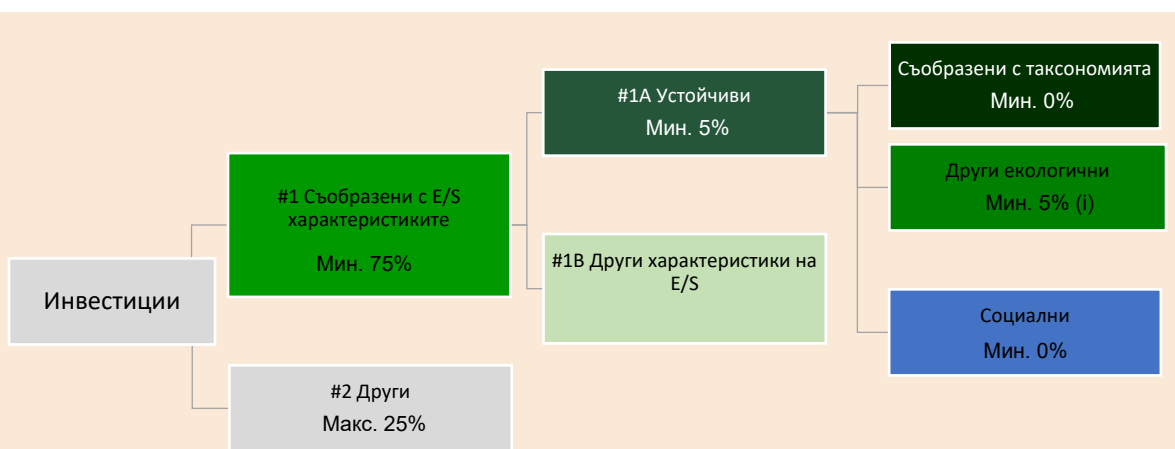 Инвестиции
#1 Съобразени с E/S
характеристиките
Мин. 75%
#2 Други
Макс. 25%
#1A Устойчиви
Мин. 5%
#1B Други характеристики на
E/S
Съобразени с таксономията
Мин. 0%
Други екологични
Мин. 5% (i)
Социални
Мин. 0%